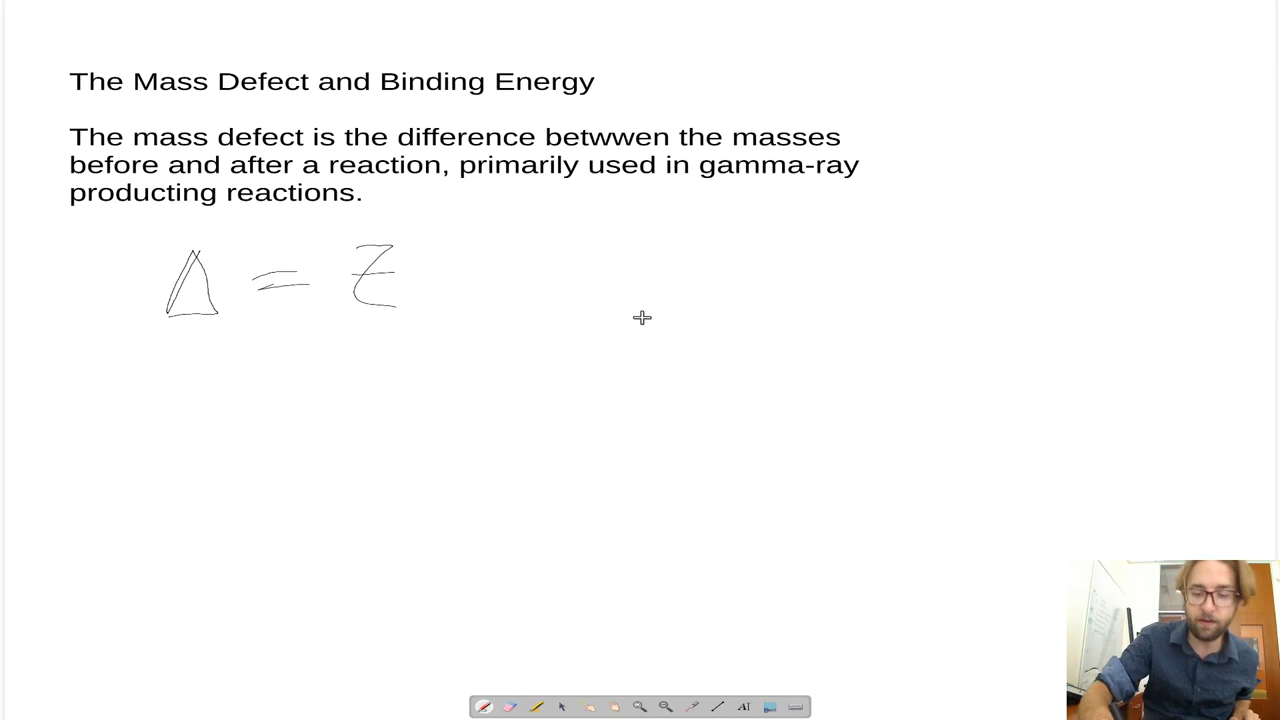 The Mass Defect and Binding Energy
The mass defect is the difference betwwen the masses
before and after a reaction, primarily used in gamma-ray
producting reactions.
Δ = Z
AI